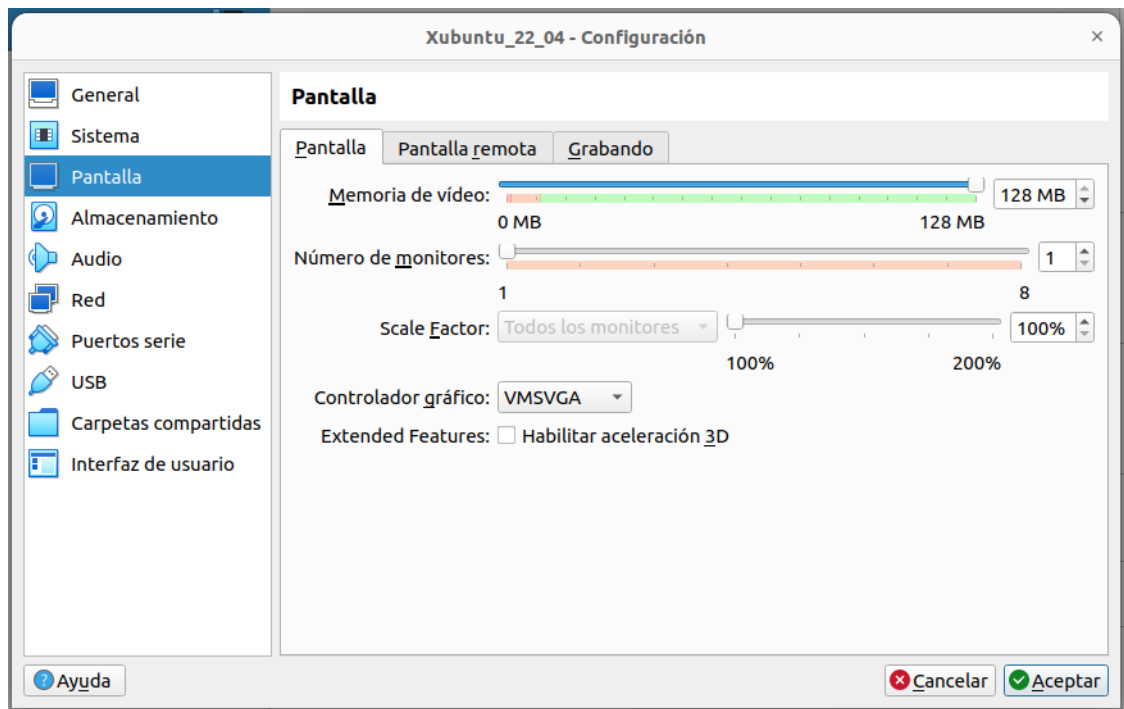 Xubuntu_22_04 - Configuración
General
Sistema
Pantalla
Almacenamiento
Audio
Red
Puertos serie
USB
Carpetas compartidas
Interfaz de usuario
Pantalla
Pantalla Pantalla remota Grabando
Memoria de vídeo: 128 MB
0 MB 128 MB
Número de monitores: 1
1 8
Scale Factor: Todos los monitores 100%
100% 200%
Controlador gráfico: VMSVGA
Extended Features: Habilitar aceleración 3D
Ayuda Cancelar Aceptar